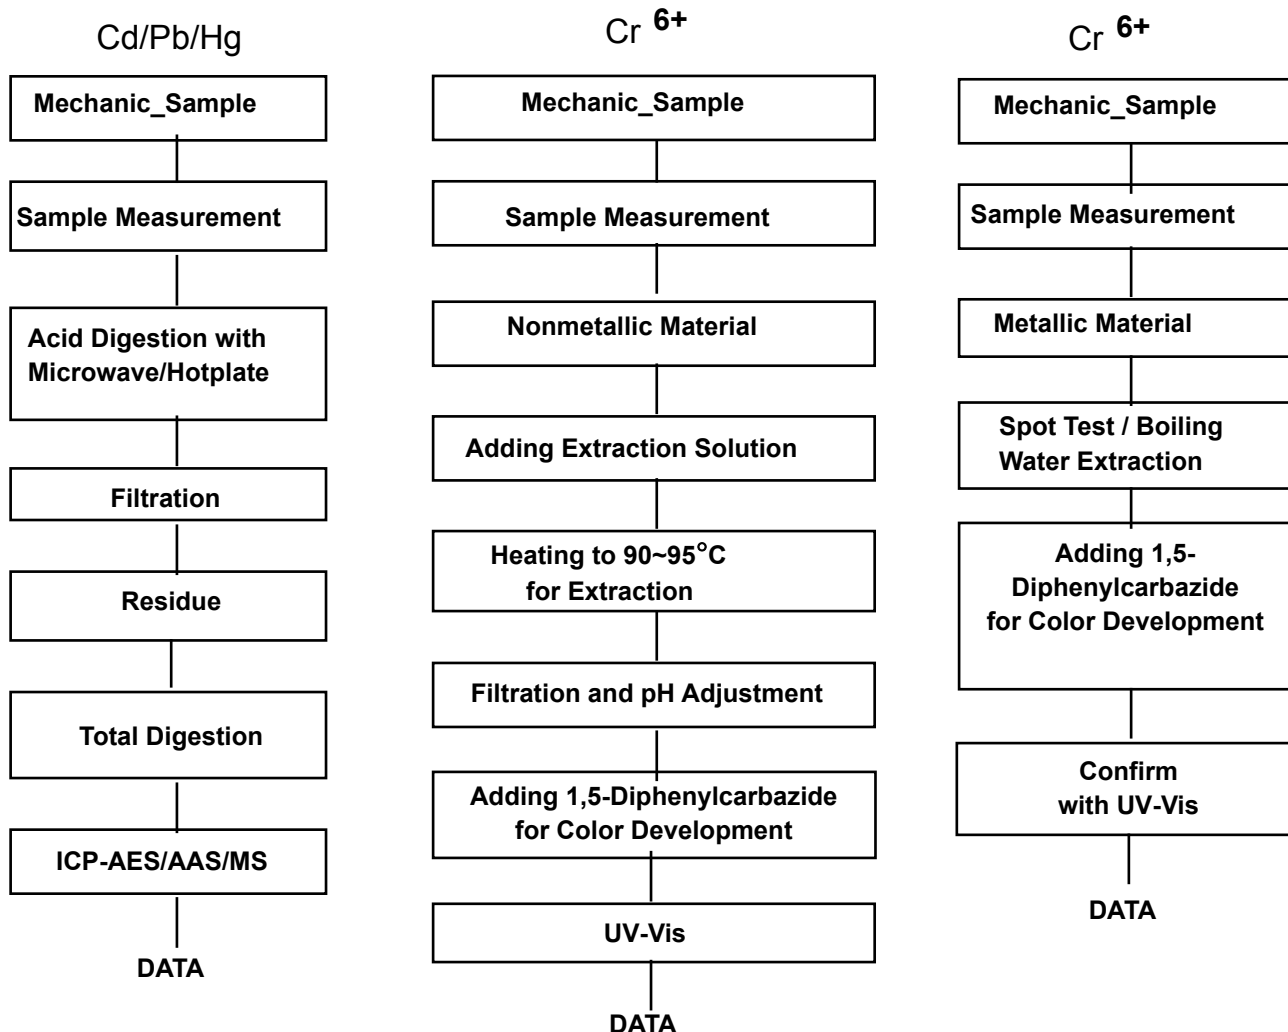 Cd/Pb/Hg
Mechanic_Sample
Sample Measurement
Acid Digestion with
Microwave/Hotplate
Filtration
Residue
Total Digestion
ICP-AES/AAS/MS
DATA
Cr 6+
Mechanic_Sample
Sample Measurement
Nonmetallic Material
Adding Extraction Solution
Heating to 90~95°C
for Extraction
Filtration and pH Adjustment
Adding 1,5-Diphenylcarbazide
for Color Development
UV-Vis
DATA
Cr 6+
Mechanic_Sample
Sample Measurement
Metallic Material
Spot Test / Boiling
Water Extraction
Adding 1,5-
Diphenylcarbazide
for Color Development
Confirm
with UV-Vis
DATA